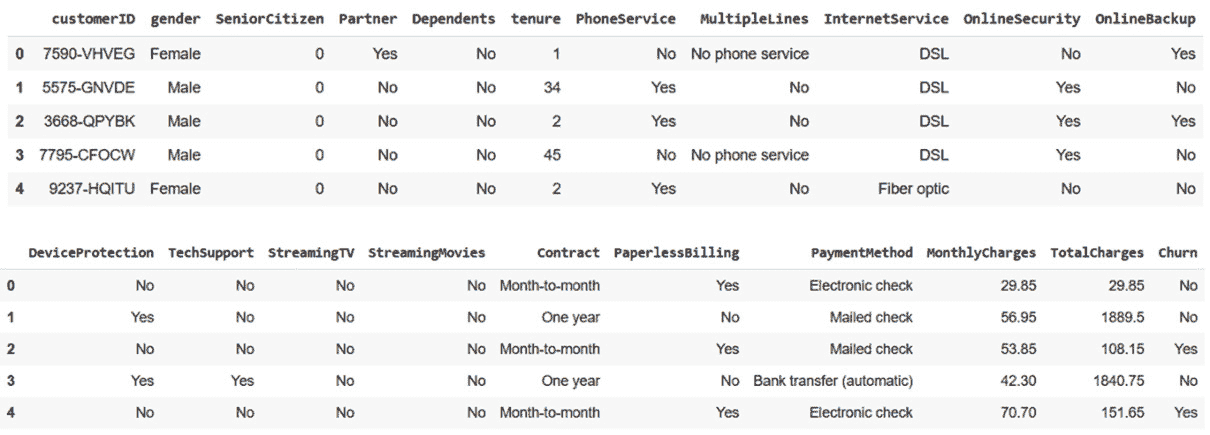 customerID gender SeniorCitizen Partner Dependents tenure PhoneService MultipleLines InternetService OnlineSecurity OnlineBackup
0 7590-VHVEG Female 0 Yes No 1 No No phone service DSL No Yes
1 5575-GNVDE Male 0 No No 34 Yes No DSL Yes No
2 3668-QPYBK Male 0 No No 2 Yes No DSL Yes Yes
3 7795-CFOCW Male 0 No No 45 No No phone service DSL Yes No
4 9237-HQITU Female 0 No No 2 Yes No Fiber optic No No
DeviceProtection TechSupport StreamingTV StreamingMovies Contract PaperlessBilling PaymentMethod MonthlyCharges TotalCharges Churn
0 No No No No Month-to-month Yes Electronic check 29.85 29.85 No
1 Yes No No No One year No Mailed check 56.95 1889.5 No
2 No No No No Month-to-month Yes Mailed check 53.85 108.15 Yes
3 Yes Yes No No One year No Bank transfer (automatic) 42.30 1840.75 No
4 No No No No Month-to-month Yes Electronic check 70.70 151.65 Yes